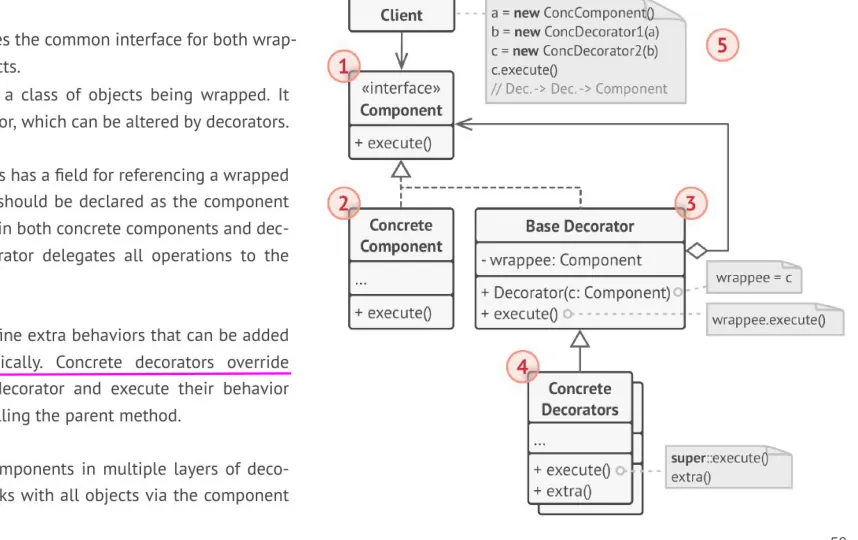 es the common interface for both wrap-
cts.
a class of objects being wrapped. It
or, which can be altered by decorators.
s has a field for referencing a wrapped
should be declared as the component
in both concrete components and dec-
rator delegates all operations to the
fine extra behaviors that can be added
ically. Concrete decorators override
decorator and execute their behavior
lling the parent method.
mponents in multiple layers of deco-
ks with all objects via the component
Client
a = new ConcComponent()
b = new ConcDecorator1(a)
c = new ConcDecorator2(b)
c.execute()
// Dec. -> Dec. -> Component
5
1
«interface»
Component
+ execute()
2
Concrete
Component
...
+ execute()
3
Base Decorator
- wrappee: Component
+ Decorator(c: Component)
+ execute()
wrappee = c
wrappee.execute()
4
Concrete
Decorators
...
+ execute()
+ extra()
super::execute()
extra()